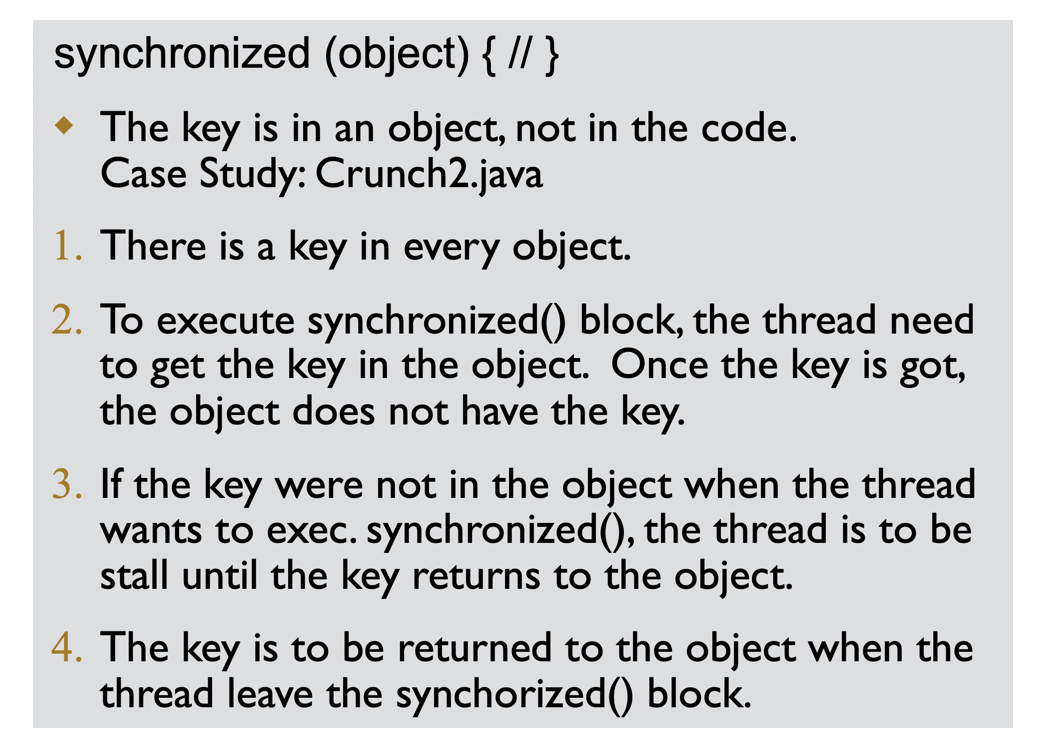 synchronized (object) { // }
◆ The key is in an object, not in the code.
Case Study: Crunch2.java
1. There is a key in every object.
2. To execute synchronized() block, the thread need
to get the key in the object. Once the key is got,
the object does not have the key.
3. If the key were not in the object when the thread
wants to exec. synchronized(), the thread is to be
stall until the key returns to the object.
4. The key is to be returned to the object when the
thread leave the synchorized() block.